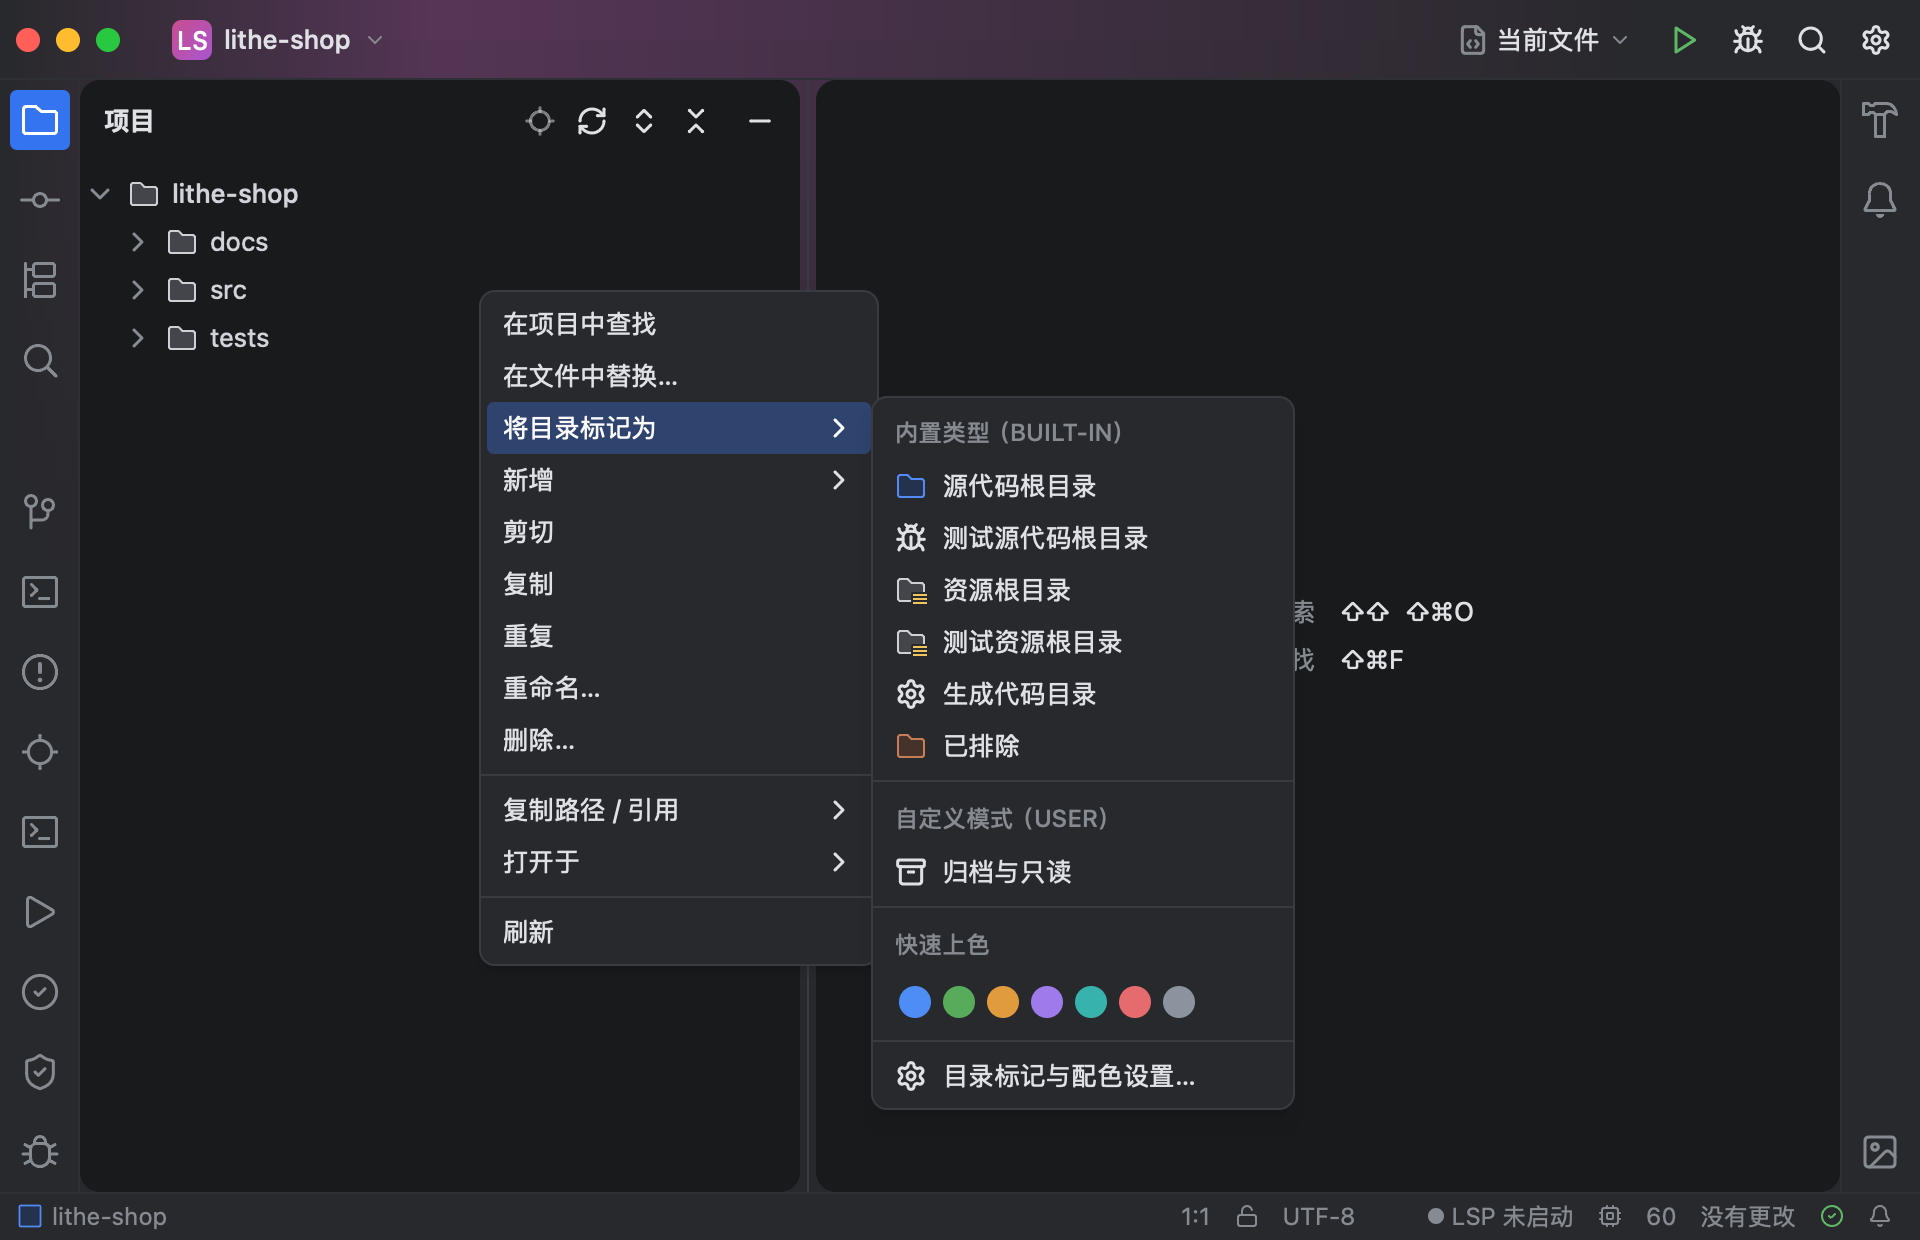 LS lithe-shop
当前文件
项目
lithe-shop
docs
src
tests
在项目中查找
在文件中替换...
将目录标记为
新增
剪切
复制
重复
重命名...
删除...
复制路径 / 引用
打开于
刷新
内置类型（BUILT-IN）
源代码根目录
测试源代码根目录
资源根目录
测试资源根目录
生成代码目录
已排除
自定义模式（USER）
归档与只读
快速上色
目录标记与配色设置...
索 ⇧⇧ ⇧⌘O
找 ⇧⌘F
lithe-shop
1:1 UTF-8 LSP 未启动 60 没有更改